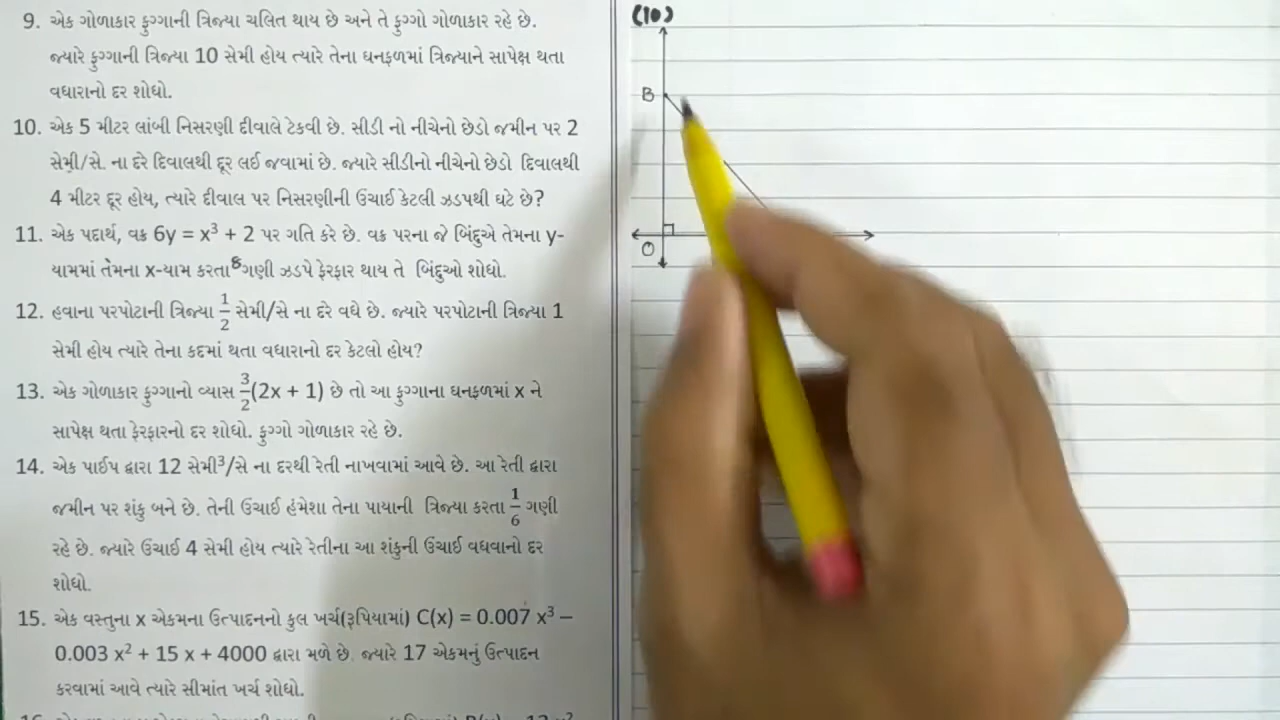 9. એક ગોળાકાર ફુગ્ગાની ત્રિજ્યા ચલિત થાય છે અને તે ફુગ્ગો ગોળાકાર રહે છે.
જ્યારે ફુગ્ગાની ત્રિજ્યા 10 સેમી હોય ત્યારે તેના ઘનફળમાં ત્રિજ્યાને સાપેક્ષ થતા
વધારાનો દર શોધો.
10. એક 5 મીટર લાંબી નિસરણી દીવાલે ટેકવી છે. સીડી નો નીચેનો છેડો જમીન પર 2
સેમી/સે. ના દરે દિવાલથી દૂર લઈ જવામાં છે. જ્યારે સીડીનો નીચેનો છેડો દિવાલથી
4 મીટર દૂર હોય, ત્યારે દીવાલ પર નિસરણીની ઉંચાઈ કેટલી ઝડપથી ઘટે છે?
11. એક પદાર્થ, વક્ર 6y = x³ + 2 પર ગતિ કરે છે. વક્ર પરના જે બિંદુએ તેમના y-
યામમાં તેમના x-યામ કરતા 8 ગણી ઝડપે ફેરફાર થાય તે બિંદુઓ શોધો.
12. હવાના પરપોટાની ત્રિજ્યા 1/2 સેમી/સે ના દરે વધે છે. જ્યારે પરપોટાની ત્રિજ્યા 1
સેમી હોય ત્યારે તેના કદમાં થતા વધારાનો દર કેટલો હોય?
13. એક ગોળાકાર ફુગ્ગાનો વ્યાસ 3/2(2x + 1) છે તો આ ફુગ્ગાના ઘનફળમાં x ને
સાપેક્ષ થતા ફેરફારનો દર શોધો. ફુગ્ગો ગોળાકાર રહે છે.
14. એક પાઈપ દ્વારા 12 સેમી³/સે ના દરથી રેતી નાખવામાં આવે છે. આ રેતી દ્વારા
જમીન પર શંકુ બને છે. તેની ઉંચાઈ હંમેશા તેના પાયાની ત્રિજ્યા કરતા 1/6 ગણી
રહે છે. જ્યારે ઉંચાઈ 4 સેમી હોય ત્યારે રેતીના આ શંકુની ઉંચાઈ વધવાનો દર
શોધો.
15. એક વસ્તુના x એકમના ઉત્પાદનનો કુલ ખર્ચ(રૂપિયામાં) C(x) = 0.007 x³ –
0.003 x² + 15 x + 4000 દ્વારા મળે છે. જ્યારે 17 એકમનું ઉત્પાદન
કરવામાં આવે ત્યારે સીમાંત ખર્ચ શોધો.
(10)
B
O